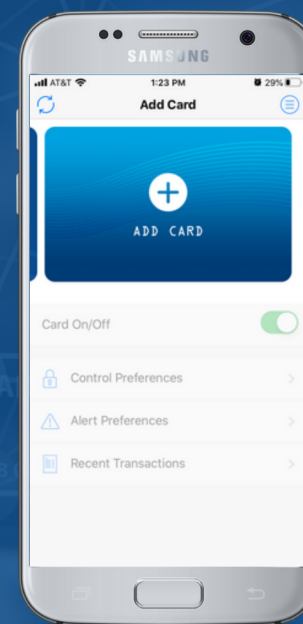 SAMSUNG
AT&T 1:23 PM 29%
Add Card
ADD CARD
Card On/Off
Control Preferences
Alert Preferences
Recent Transactions